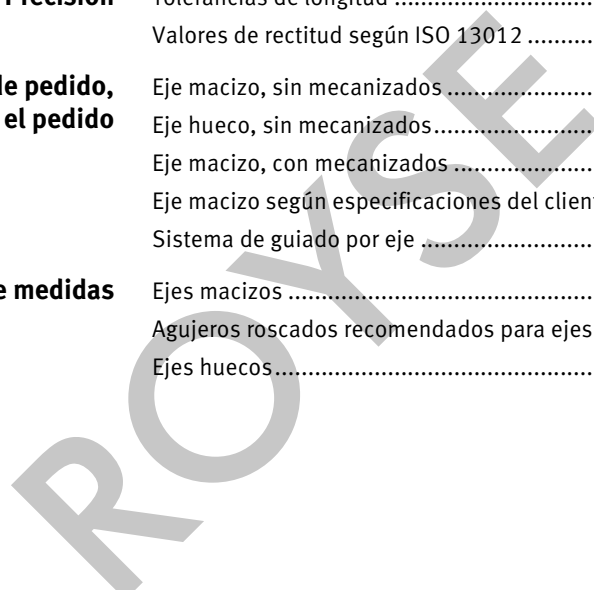 Precisión Tolerancias de longitud ........................
Valores de rectitud según ISO 13012 ..........
de pedido, Eje macizo, sin mecanizados .....................
el pedido Eje hueco, sin mecanizados.......................
Eje macizo, con mecanizados ....................
Eje macizo según especificaciones del client
Sistema de guiado por eje .........................
e medidas Ejes macizos ............................................
Agujeros roscados recomendados para ejes
Ejes huecos..............................................
ROYSE